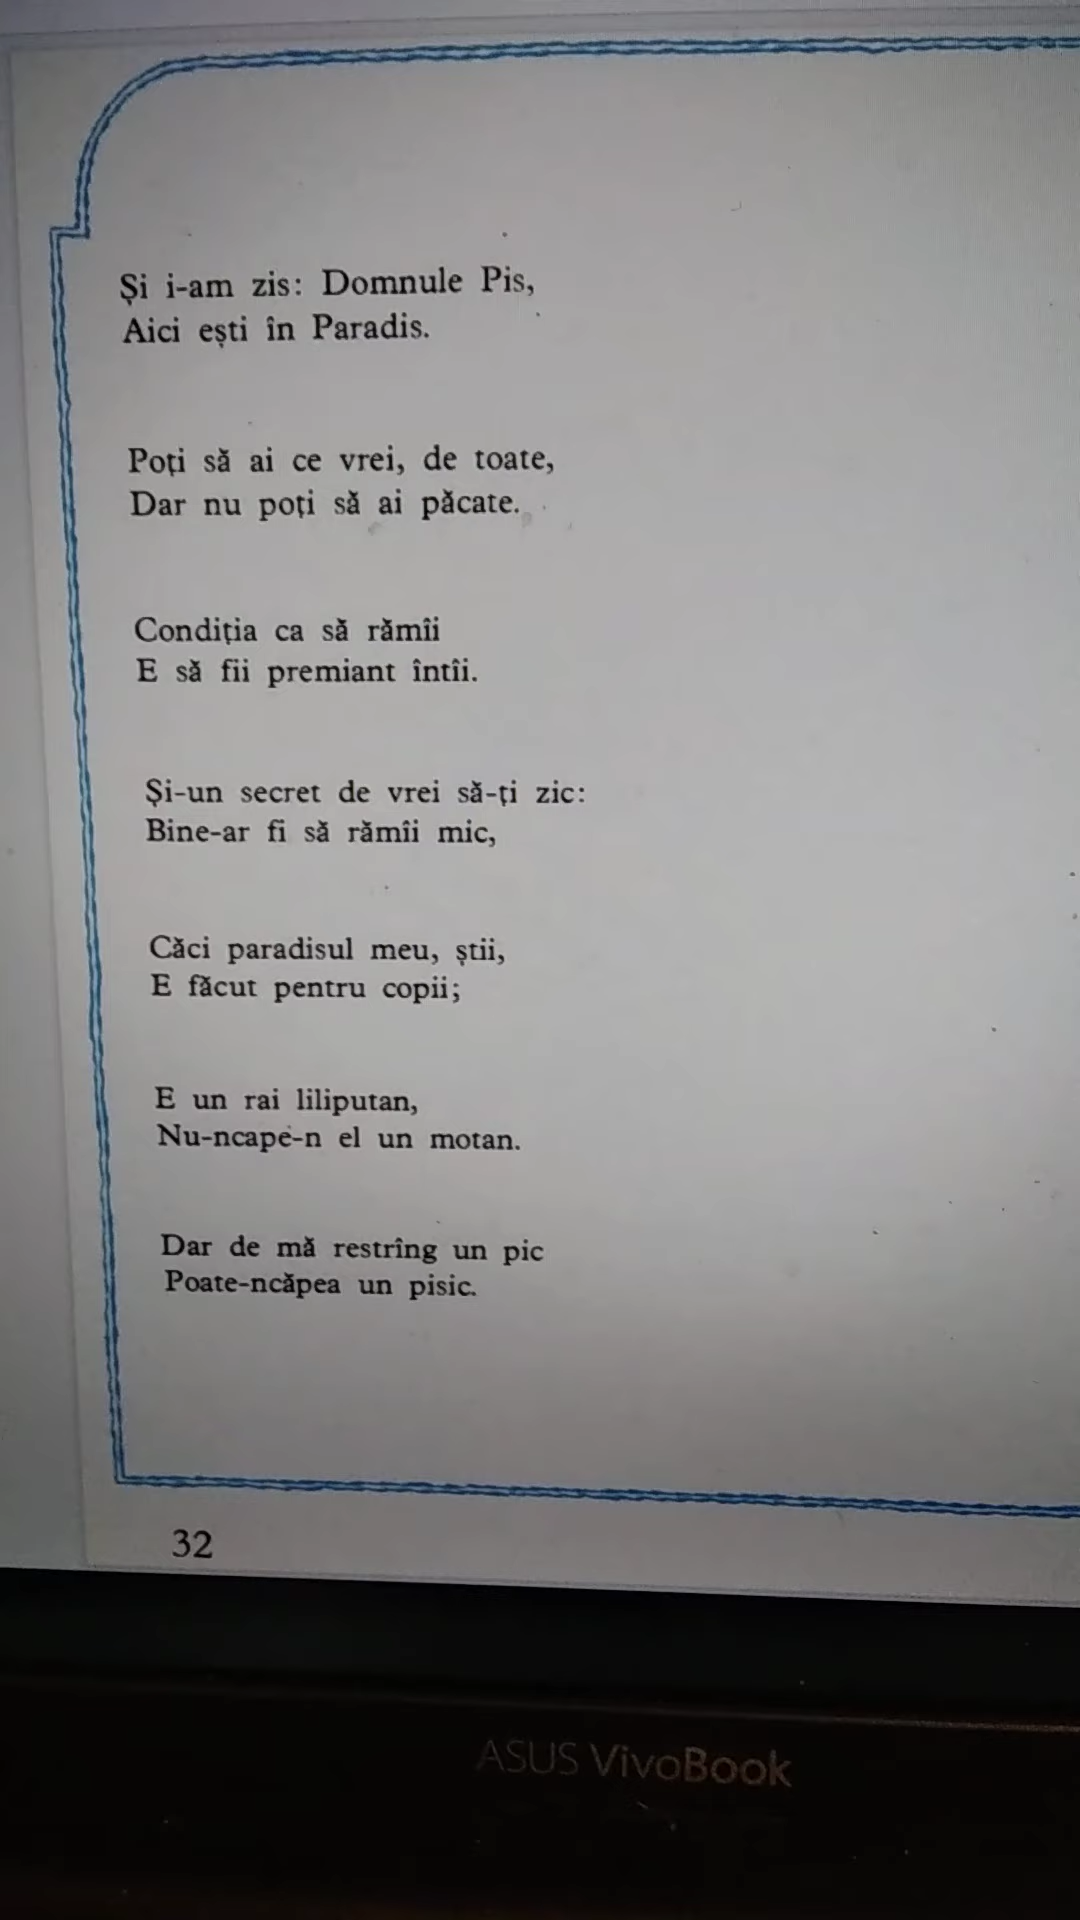 Și i-am zis: Domnule Pis,
Aici ești în Paradis.
Poți să ai ce vrei, de toate,
Dar nu poți să ai păcate.
Condiția ca să rămîi
E să fii premiant întîi.
Și-un secret de vrei să-ți zic:
Bine-ar fi să rămîi mic,
Căci paradisul meu, știi,
E făcut pentru copii;
E un rai liliputan,
Nu-ncape-n el un motan.
Dar de mă restrîng un pic
Poate-ncăpea un pisic.
32
ASUS VivoBook